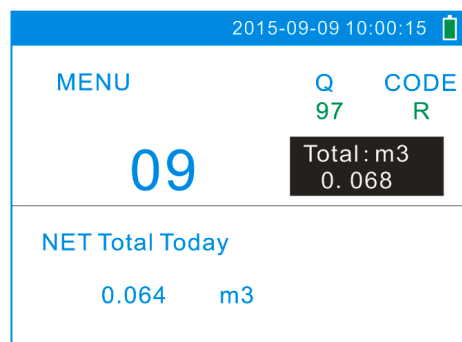 2015-09-09 10:00:15
MENU
Q CODE
97 R
09
Total: m3
0. 068
NET Total Today
0.064 m3